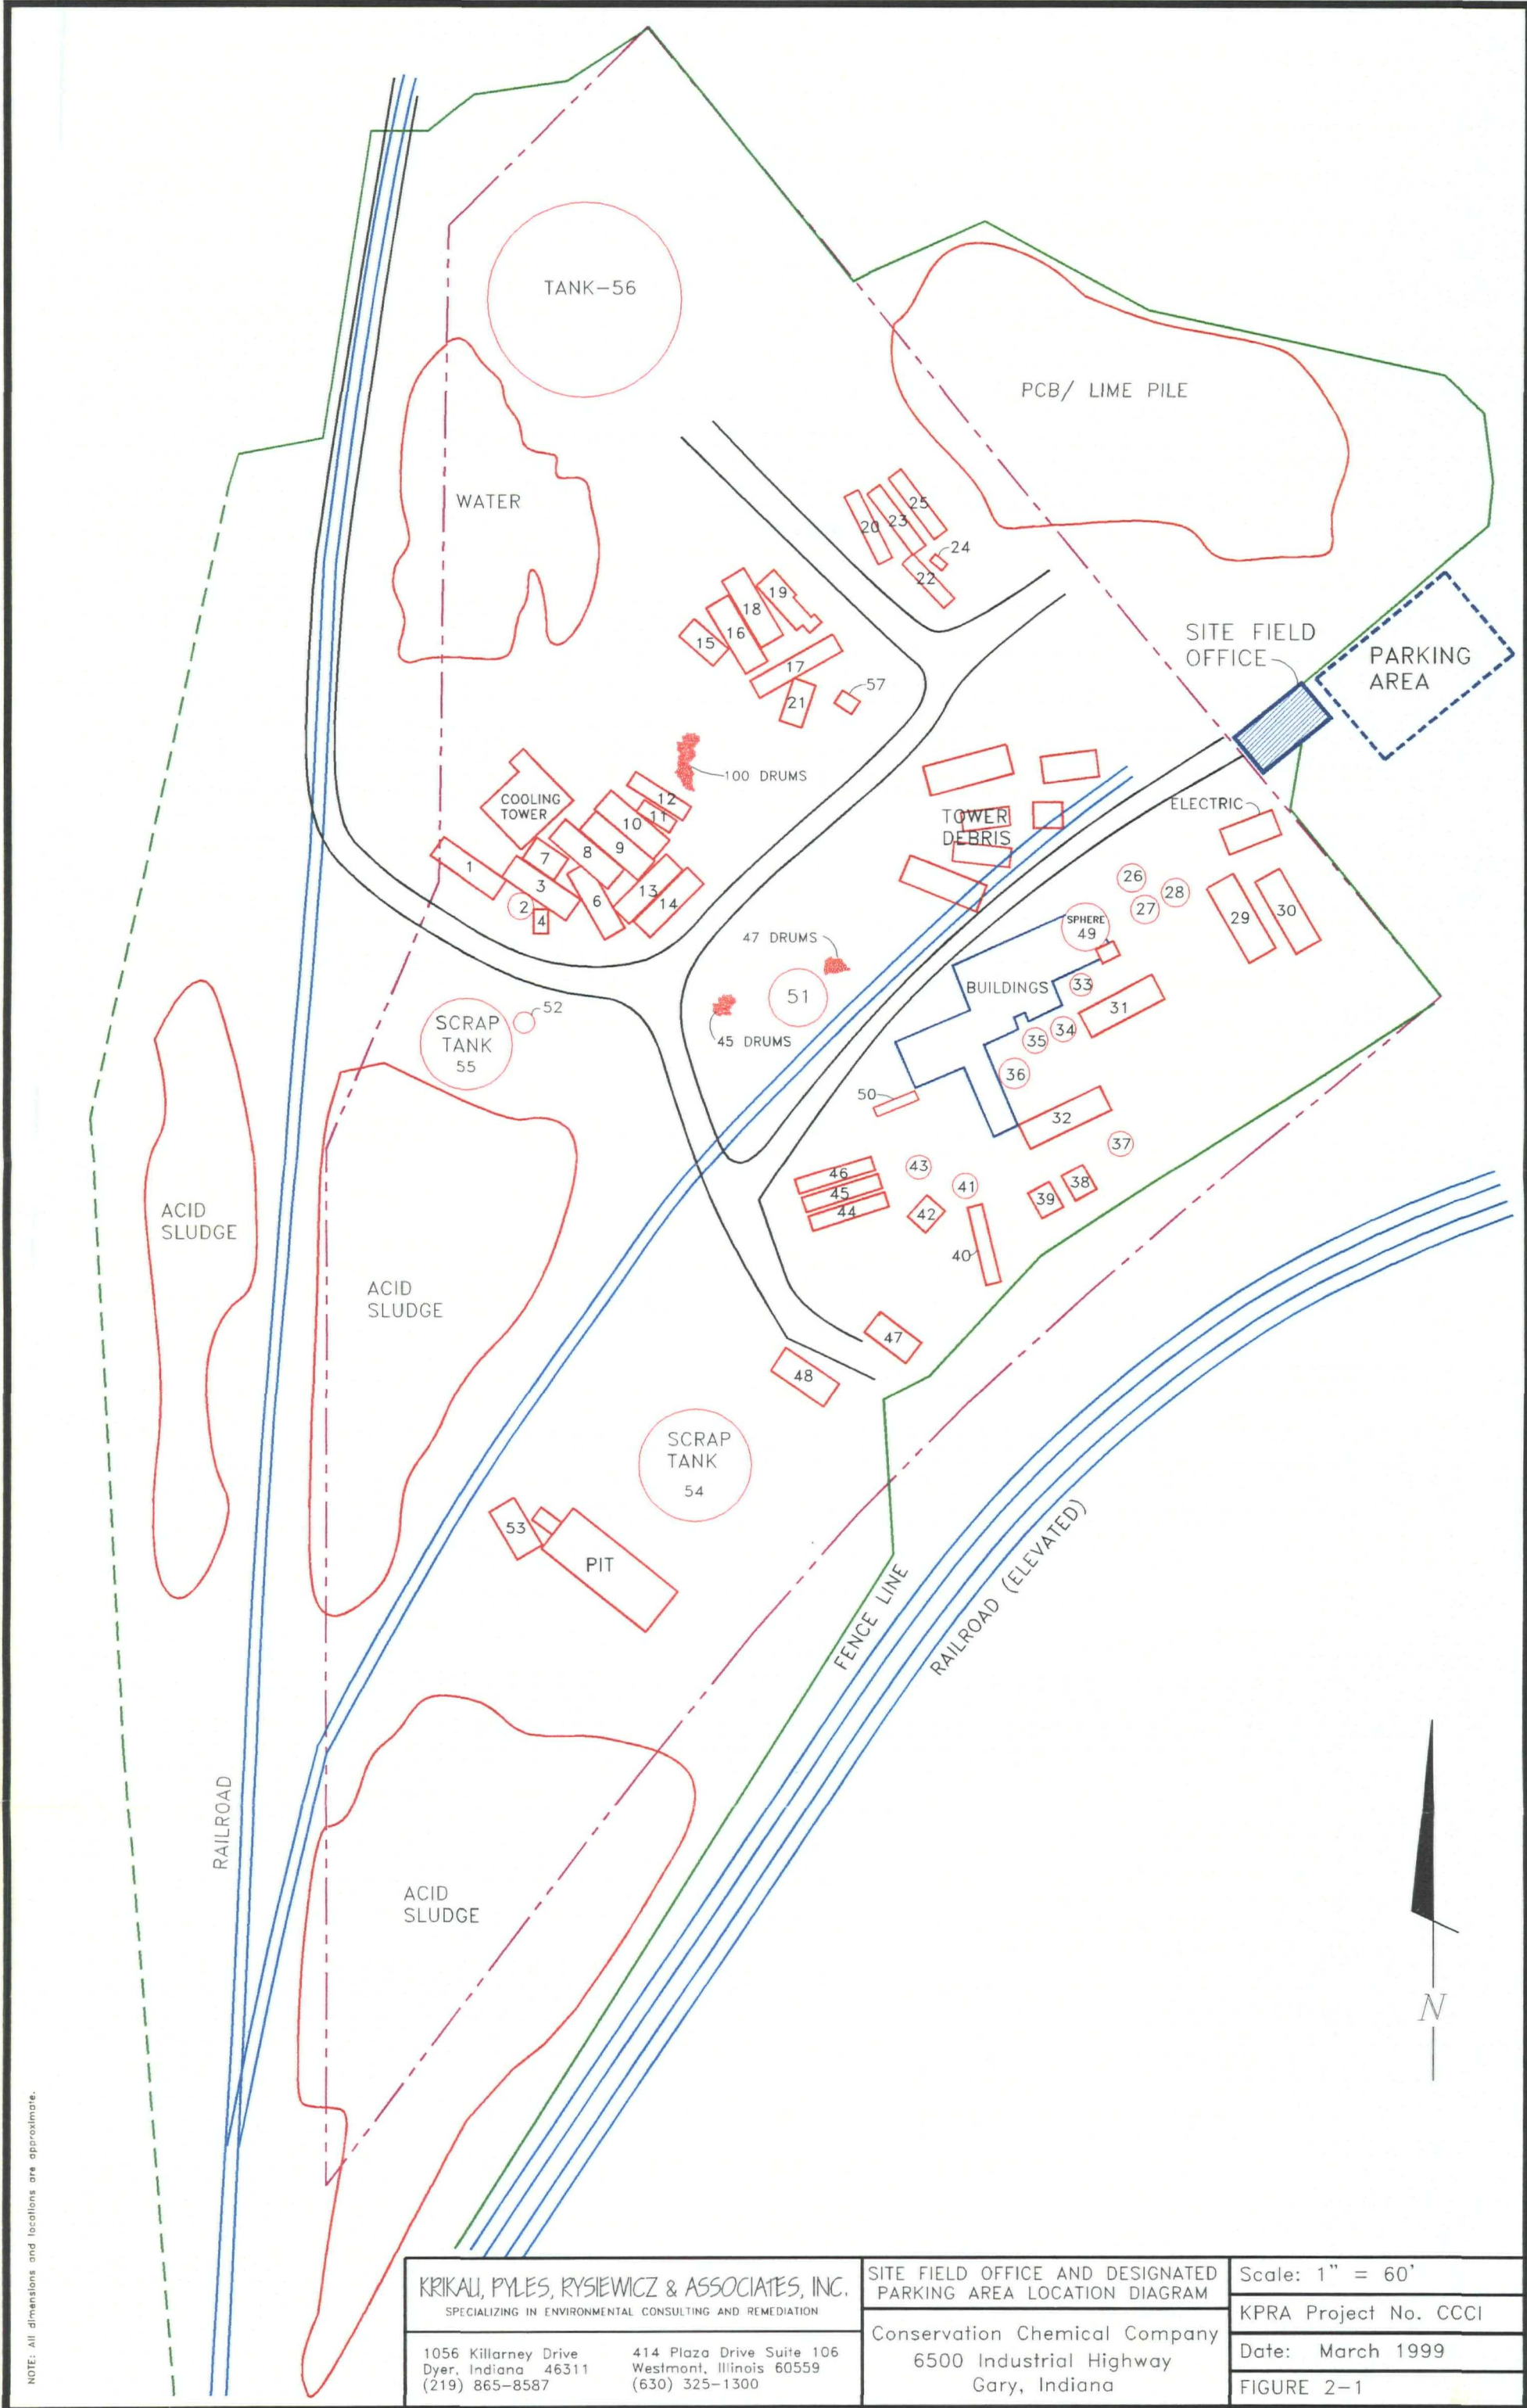 TANK-56
PCB/ LIME PILE
WATER
25
20
23
24
22
19
18
16
15
17
21
57
SITE FIELD
OFFICE
PARKING
AREA
100 DRUMS
COOLING
TOWER
12
11
10
9
8
7
1
3
2
4
6
13
14
TOWER
DEBRIS
ELECTRIC
26
28
27
29
30
SPHERE
49
47 DRUMS
51
45 DRUMS
BUILDINGS
33
31
34
35
36
50
32
37
52
SCRAP
TANK
55
46
45
44
43
42
41
40
39
38
ACID
SLUDGE
ACID
SLUDGE
47
48
SCRAP
TANK
54
53
PIT
FENCE LINE
RAILROAD (ELEVATED)
RAILROAD
ACID
SLUDGE
N
NOTE: All dimensions and locations are approximate.
KRIKAU, PYLES, RYSIEWICZ & ASSOCIATES, INC.
SPECIALIZING IN ENVIRONMENTAL CONSULTING AND REMEDIATION
1056 Killarney Drive
Dyer, Indiana 46311
(219) 865-8587
414 Plaza Drive Suite 106
Westmont, Illinois 60559
(630) 325-1300
SITE FIELD OFFICE AND DESIGNATED
PARKING AREA LOCATION DIAGRAM
Conservation Chemical Company
6500 Industrial Highway
Gary, Indiana
Scale: 1" = 60'
KPRA Project No. CCCI
Date: March 1999
FIGURE 2-1